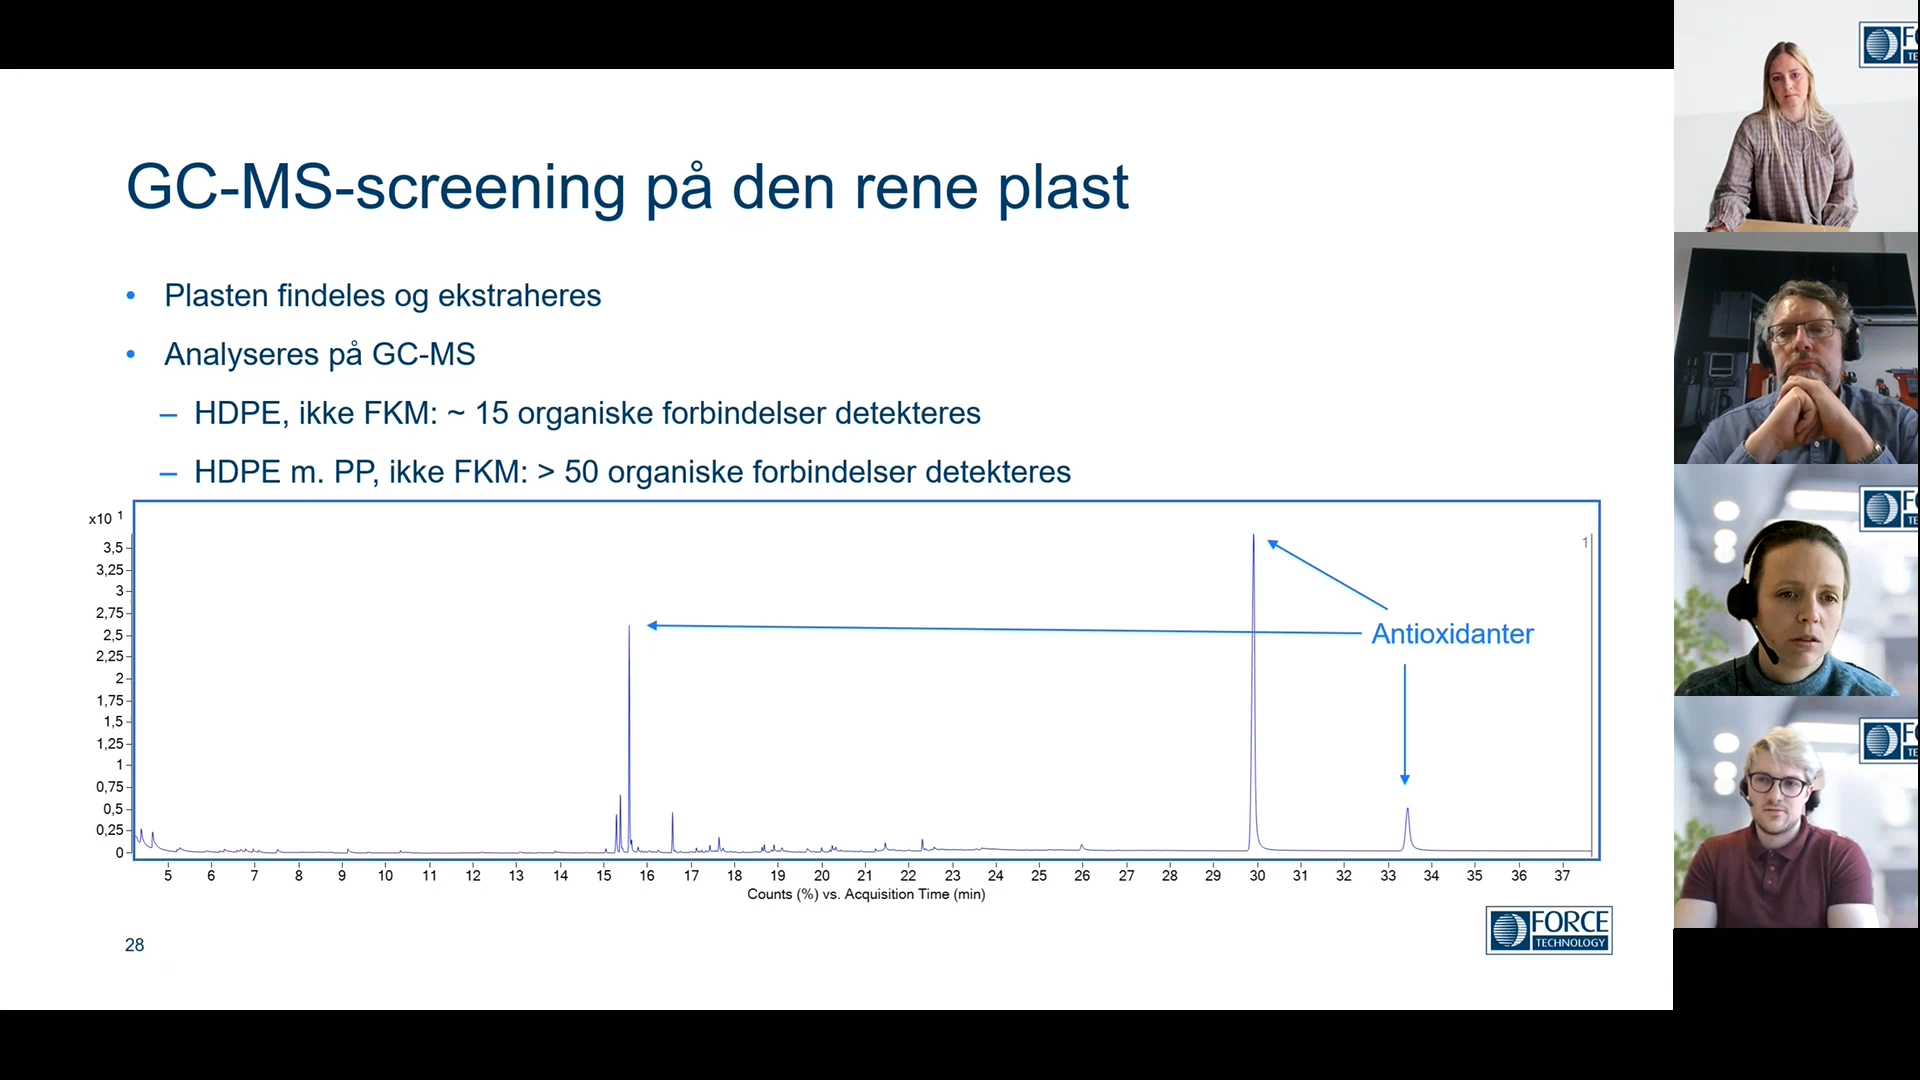 GC-MS-screening på den rene plast
• Plasten findeles og ekstraheres
• Analyseres på GC-MS
– HDPE, ikke FKM: ~ 15 organiske forbindelser detekteres
– HDPE m. PP, ikke FKM: > 50 organiske forbindelser detekteres
x10 1
3,5
3,25
3
2,75
2,5
2,25
2
1,75
1,5
1,25
1
0,75
0,5
0,25
0
1
Antioxidanter
5 6 7 8 9 10 11 12 13 14 15 16 17 18 19 20 21 22 23 24 25 26 27 28 29 30 31 32 33 34 35 36 37
Counts (%) vs. Acquisition Time (min)
28
FORCE
TECHNOLOGY
F
TE
F
TE
F
TE